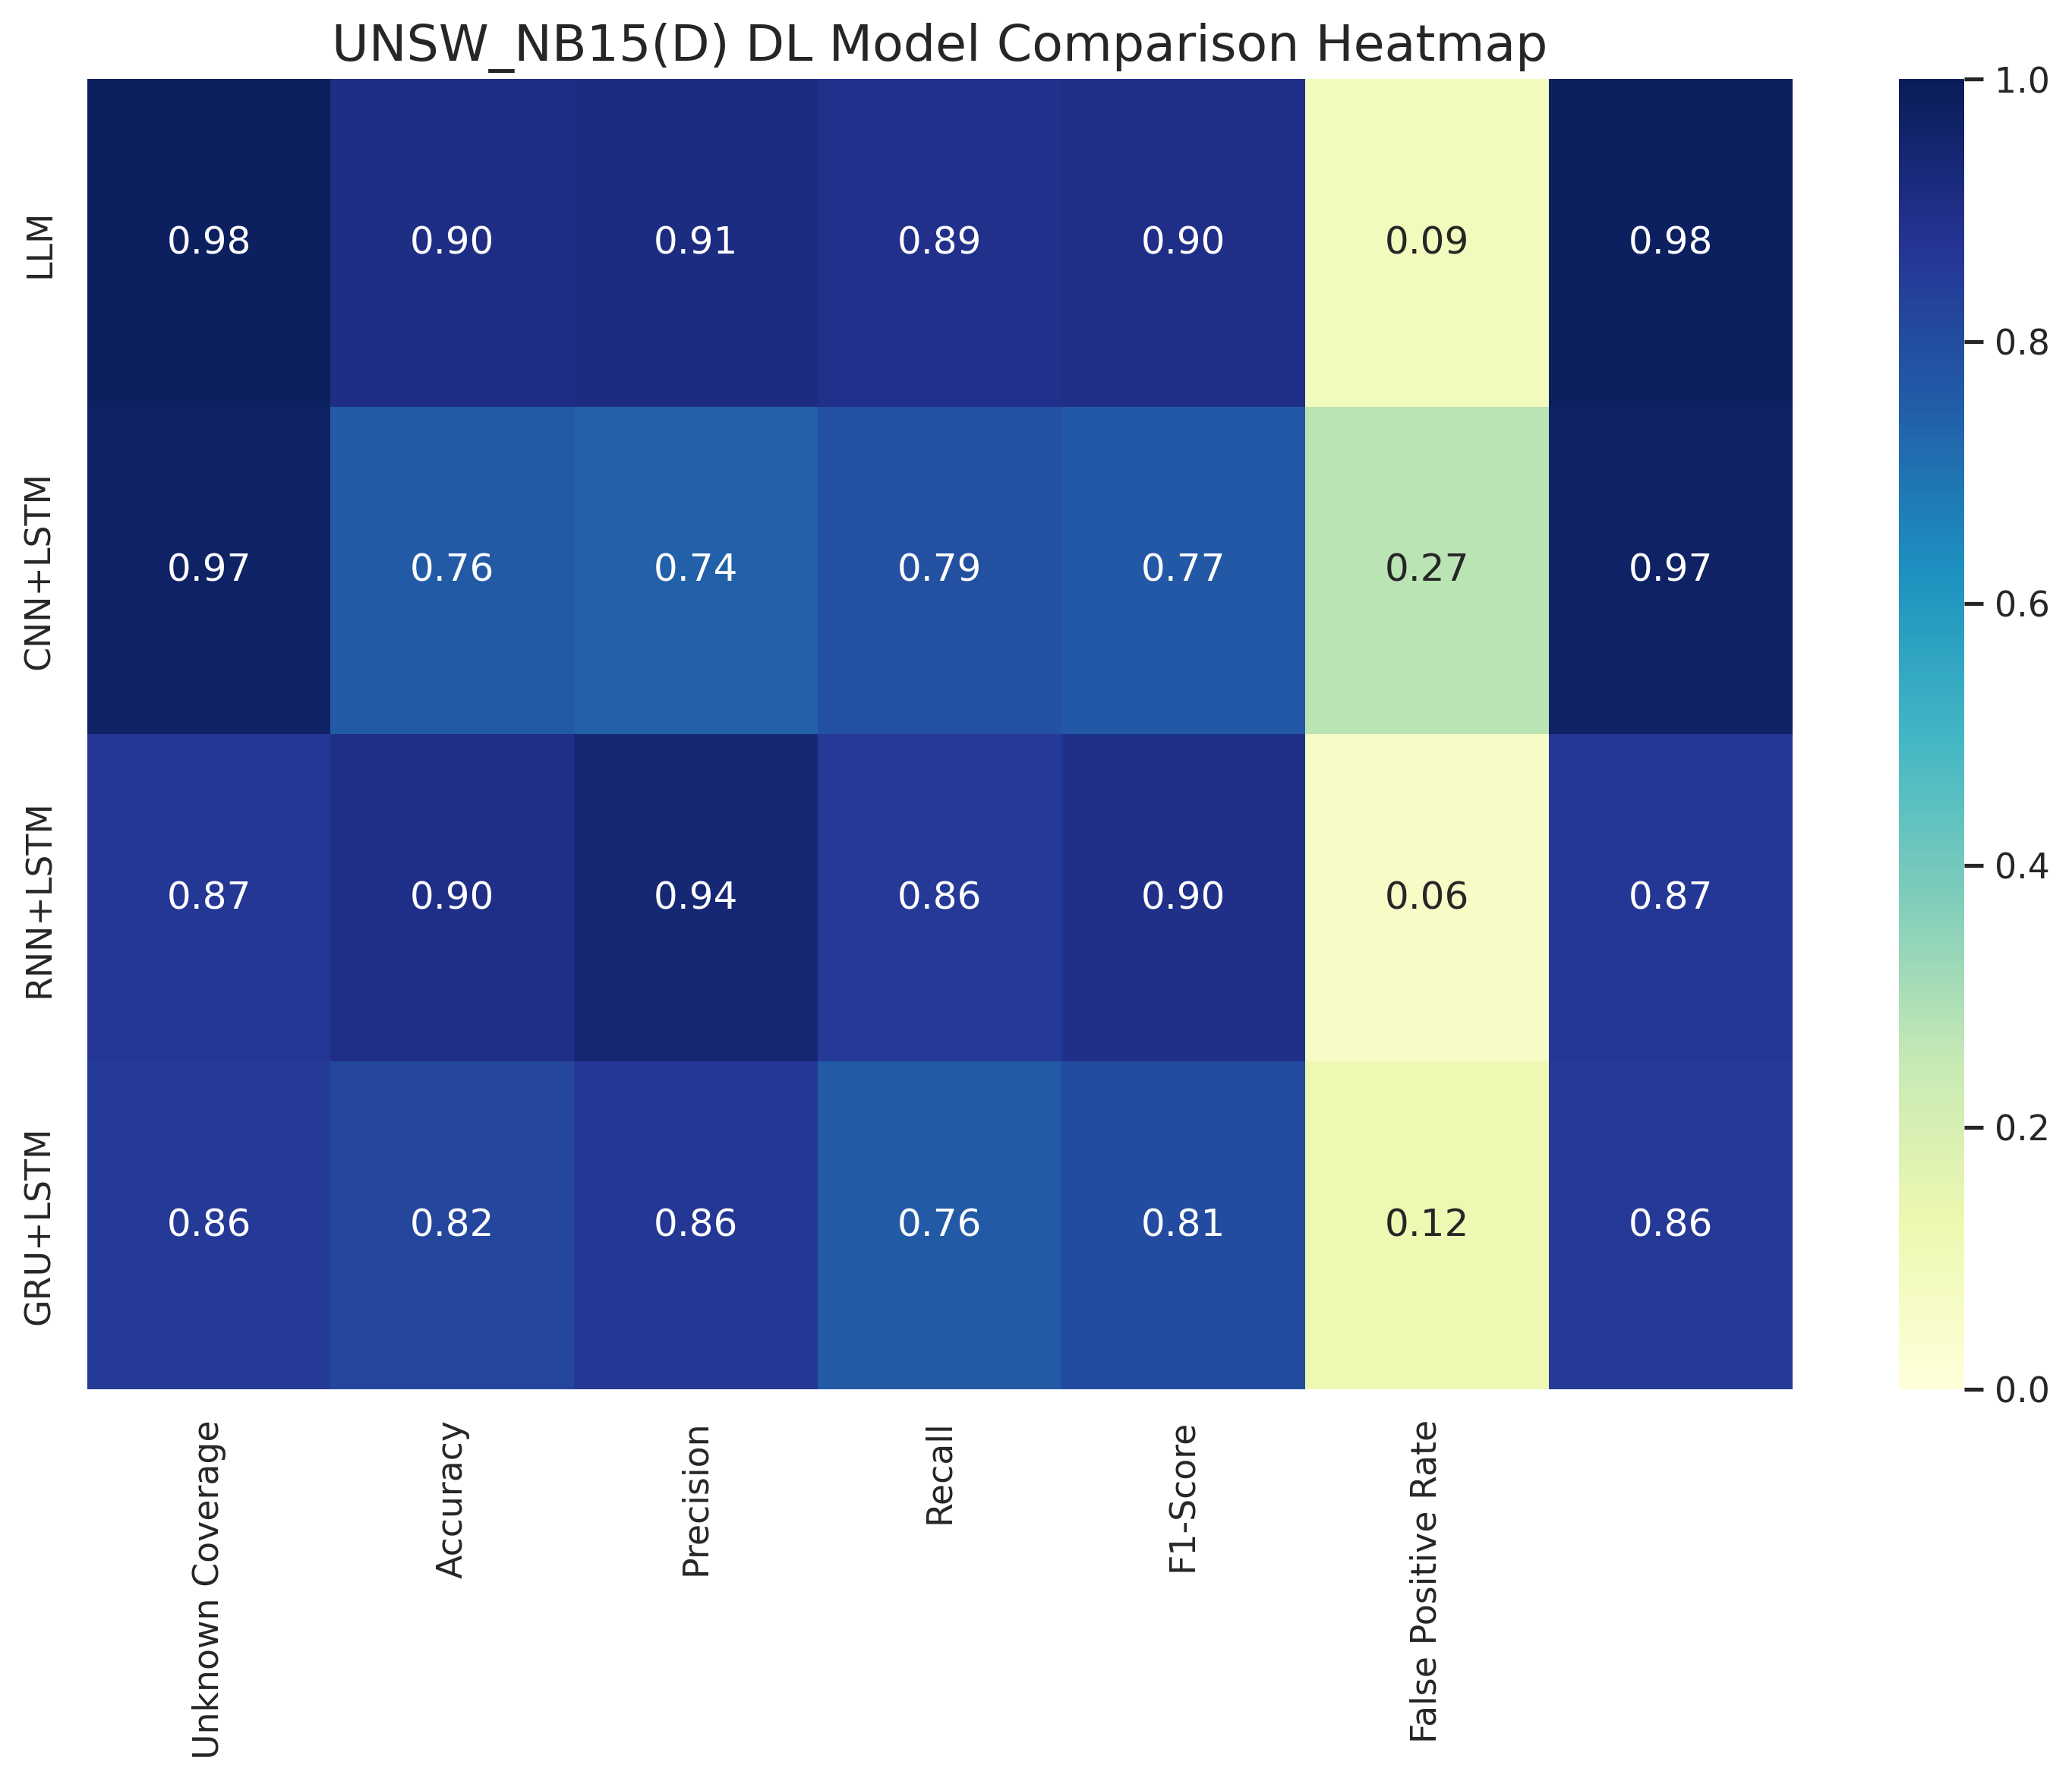 UNSW_NB15(D) DL Model Comparison Heatmap
LLM
0.98 0.90 0.91 0.89 0.90 0.09 0.98
CNN+LSTM
0.97 0.76 0.74 0.79 0.77 0.27 0.97
RNN+LSTM
0.87 0.90 0.94 0.86 0.90 0.06 0.87
GRU+LSTM
0.86 0.82 0.86 0.76 0.81 0.12 0.86
Unknown Coverage
Accuracy
Precision
Recall
F1-Score
False Positive Rate
1.0
0.8
0.6
0.4
0.2
0.0